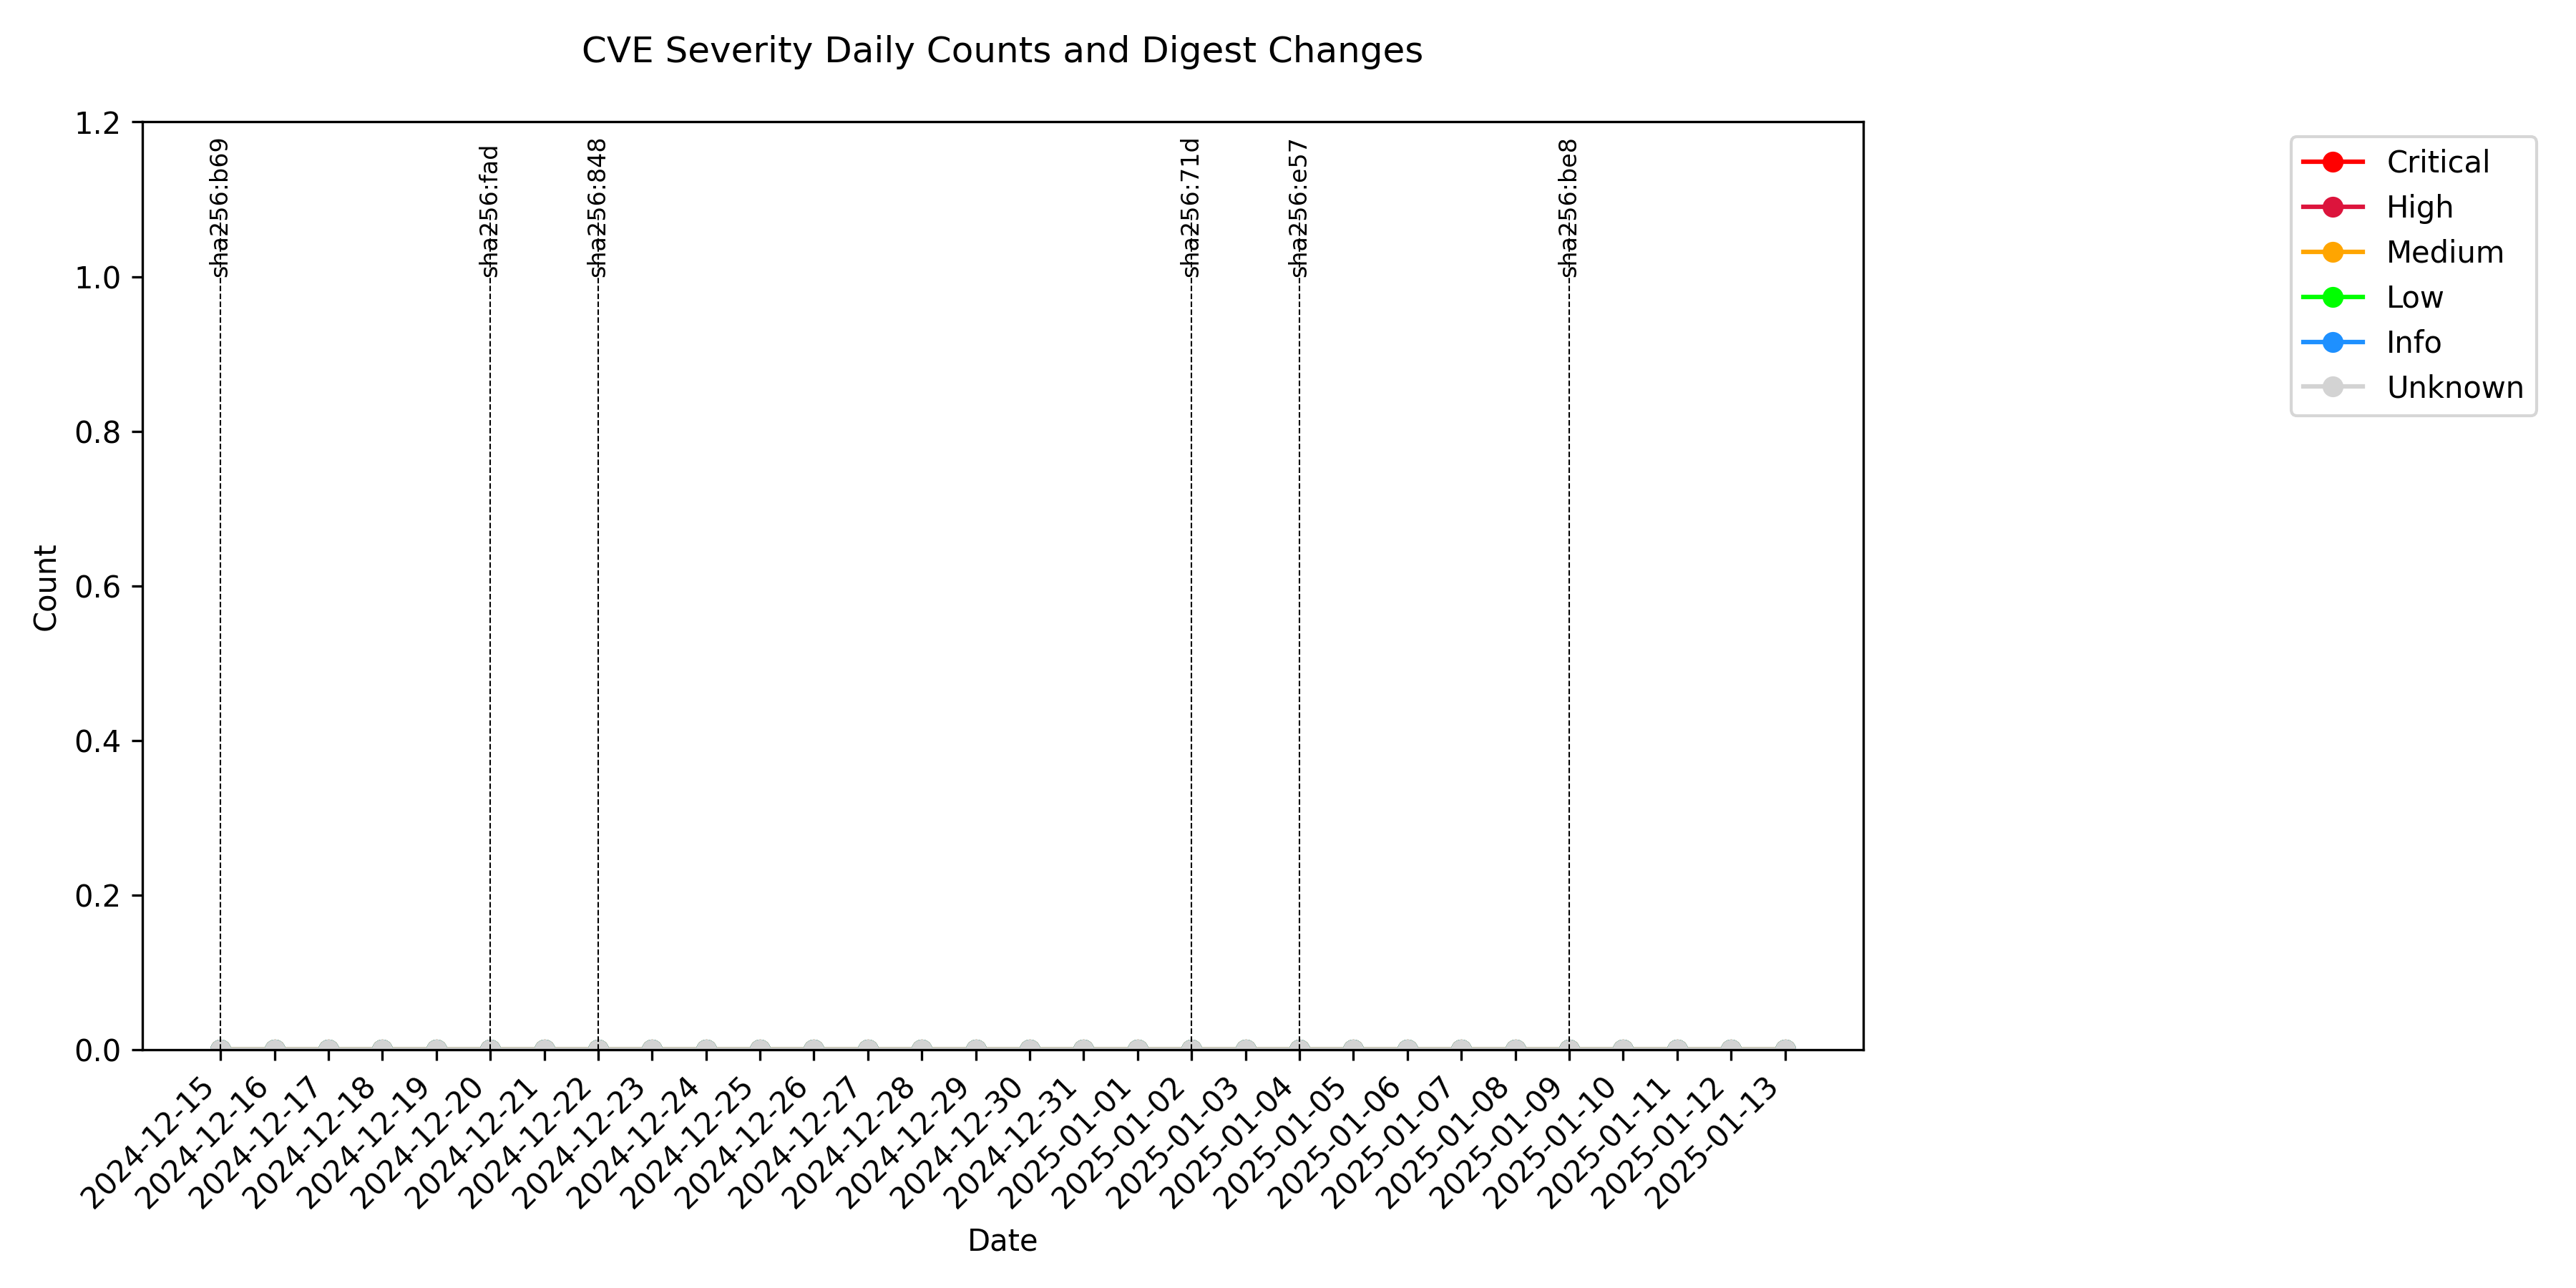 CVE Severity Daily Counts and Digest Changes
1.2
1.0
0.8
0.6
0.4
0.2
0.0
Count
sha256:b69
sha256:fad
sha256:848
sha256:71d
sha256:e57
sha256:be8
Critical
High
Medium
Low
Info
Unknown
2024-12-15
2024-12-16
2024-12-17
2024-12-18
2024-12-19
2024-12-20
2024-12-21
2024-12-22
2024-12-23
2024-12-24
2024-12-25
2024-12-26
2024-12-27
2024-12-28
2024-12-29
2024-12-30
2024-12-31
2025-01-01
2025-01-02
2025-01-03
2025-01-04
2025-01-05
2025-01-06
2025-01-07
2025-01-08
2025-01-09
2025-01-10
2025-01-11
2025-01-12
2025-01-13
Date